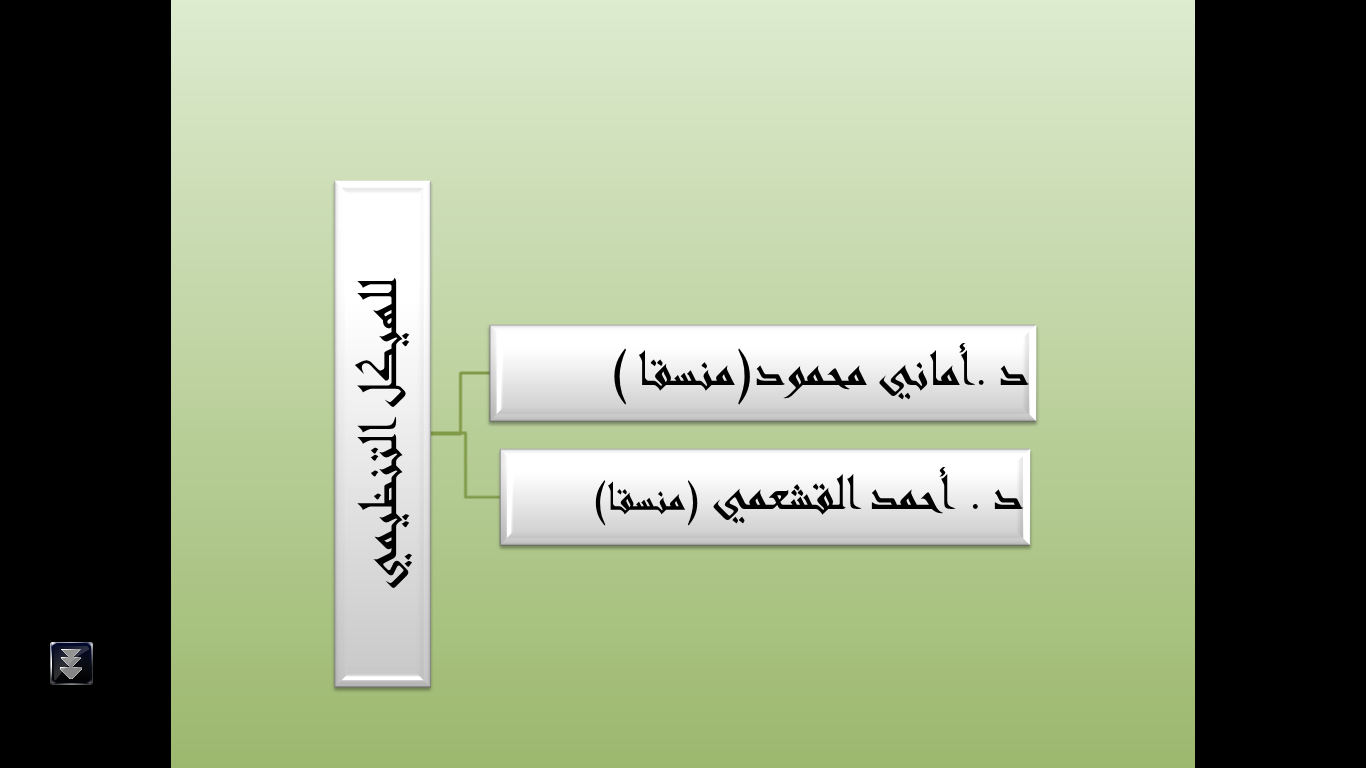 الهيكل التنظيمي
د .أماني محمود(منسقا )
د . أحمد القشعمي (منسقا)